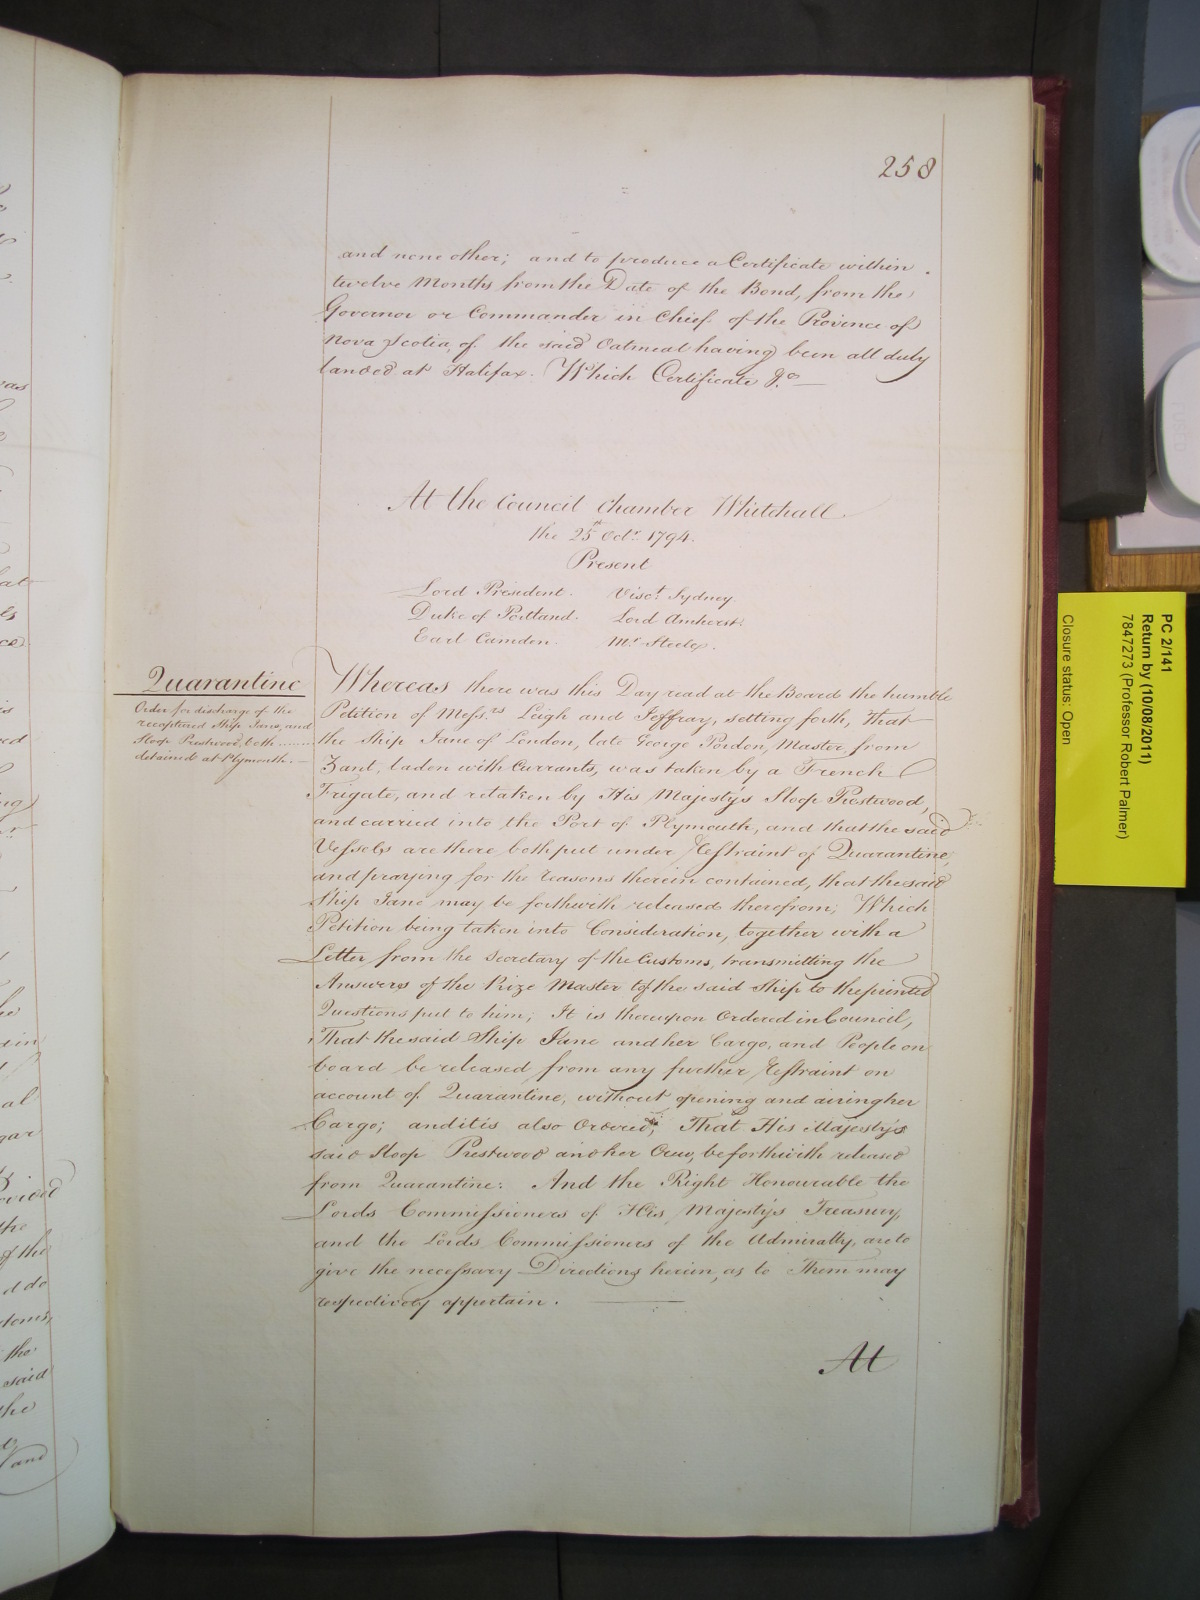 258
and none other; and to produce a Certificate within
twelve Months from the Date of the Bond, from the
Governor or Commander in Chief of the Province of
Nova Scotia, of the said Oatmeal having been all duly
landed at Halifax. Which Certificate &ca
At the Council Chamber Whitehall
the 25th Octr 1794.
Present
Lord President. Visct Sydney.
Duke of Portland. Lord Amherst.
Earl Camden. Mr Steele.
Quarantine
Order for discharge of the
recaptured Ship Jane, and
Sloop Prestwood, both
detained at Plymouth.
Whereas there was this Day read at the Board the humble
Petition of Messrs Leigh and Jeffray, setting forth, That
the Ship Jane of London, late George Master, from
Zant, laden with Currants, was taken by a French
Frigate, and retaken by His Majesty's Sloop Prestwood,
and carried into the Port of Plymouth, and that the said
Vessels are there both put under Restraint of Quarantine,
and praying for the reasons therein contained, that the said
Ship Jane may be forthwith released therefrom; Which
Petition being taken into Consideration, together with a
Letter from the Secretary of the Customs, transmitting the
Answers of the Prize Master of the said Ship to the printed
Questions put to him; It is thereupon Ordered in Council,
That the said Ship Jane and her Cargo, and People on
board be released from any further Restraint on
account of Quarantine, without opening and airing her
Cargo; and it is also Ordered, That His Majesty's
said Sloop Prestwood and her Crew, be forthwith released
from Quarantine. And the Right Honourable the
Lords Commissioners of His Majesty's Treasury,
and the Lords Commissioners of the Admiralty, are to
give the necessary Directions herein, as to Them may
respectively appertain.
At
PC 2/141
Return by (10/08/2011)
7847273 (Professor Robert Palmer)
Closure status: Open